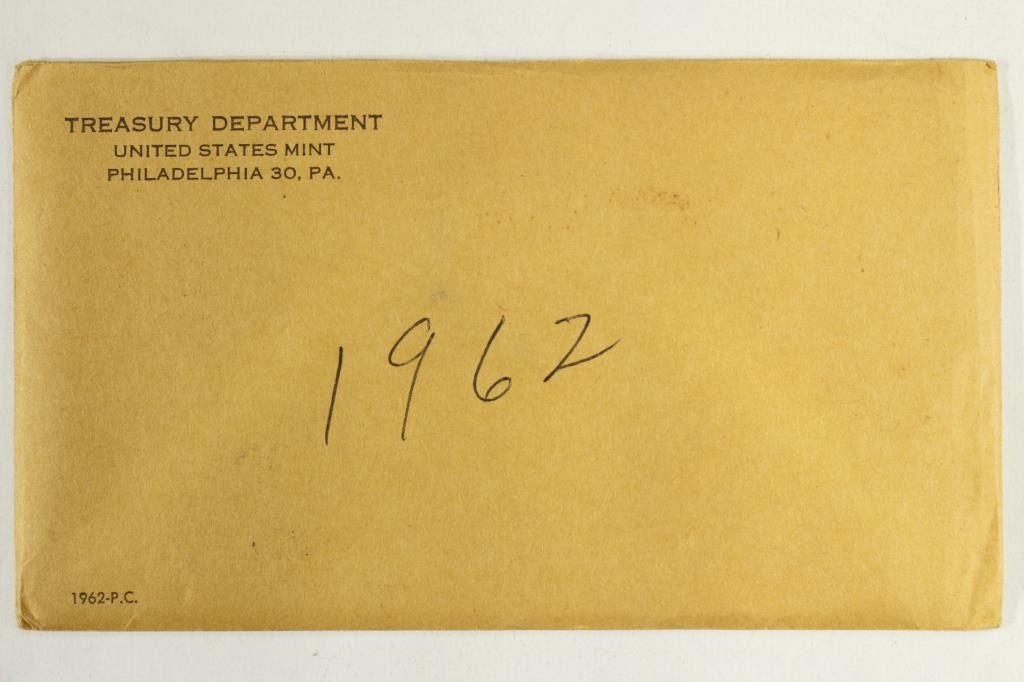 TREASURY DEPARTMENT
UNITED STATES MINT
PHILADELPHIA 30, PA.
1962
1962-P.C.